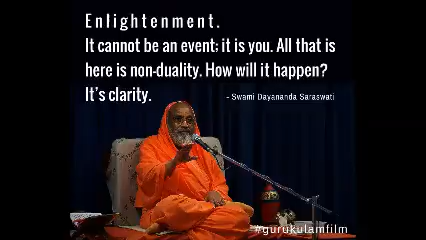 Enlightenment.
It cannot be an event; it is you. All that is
here is non-duality. How will it happen?
It's clarity.
- Swami Dayananda Saraswati
#gurukulamfilm